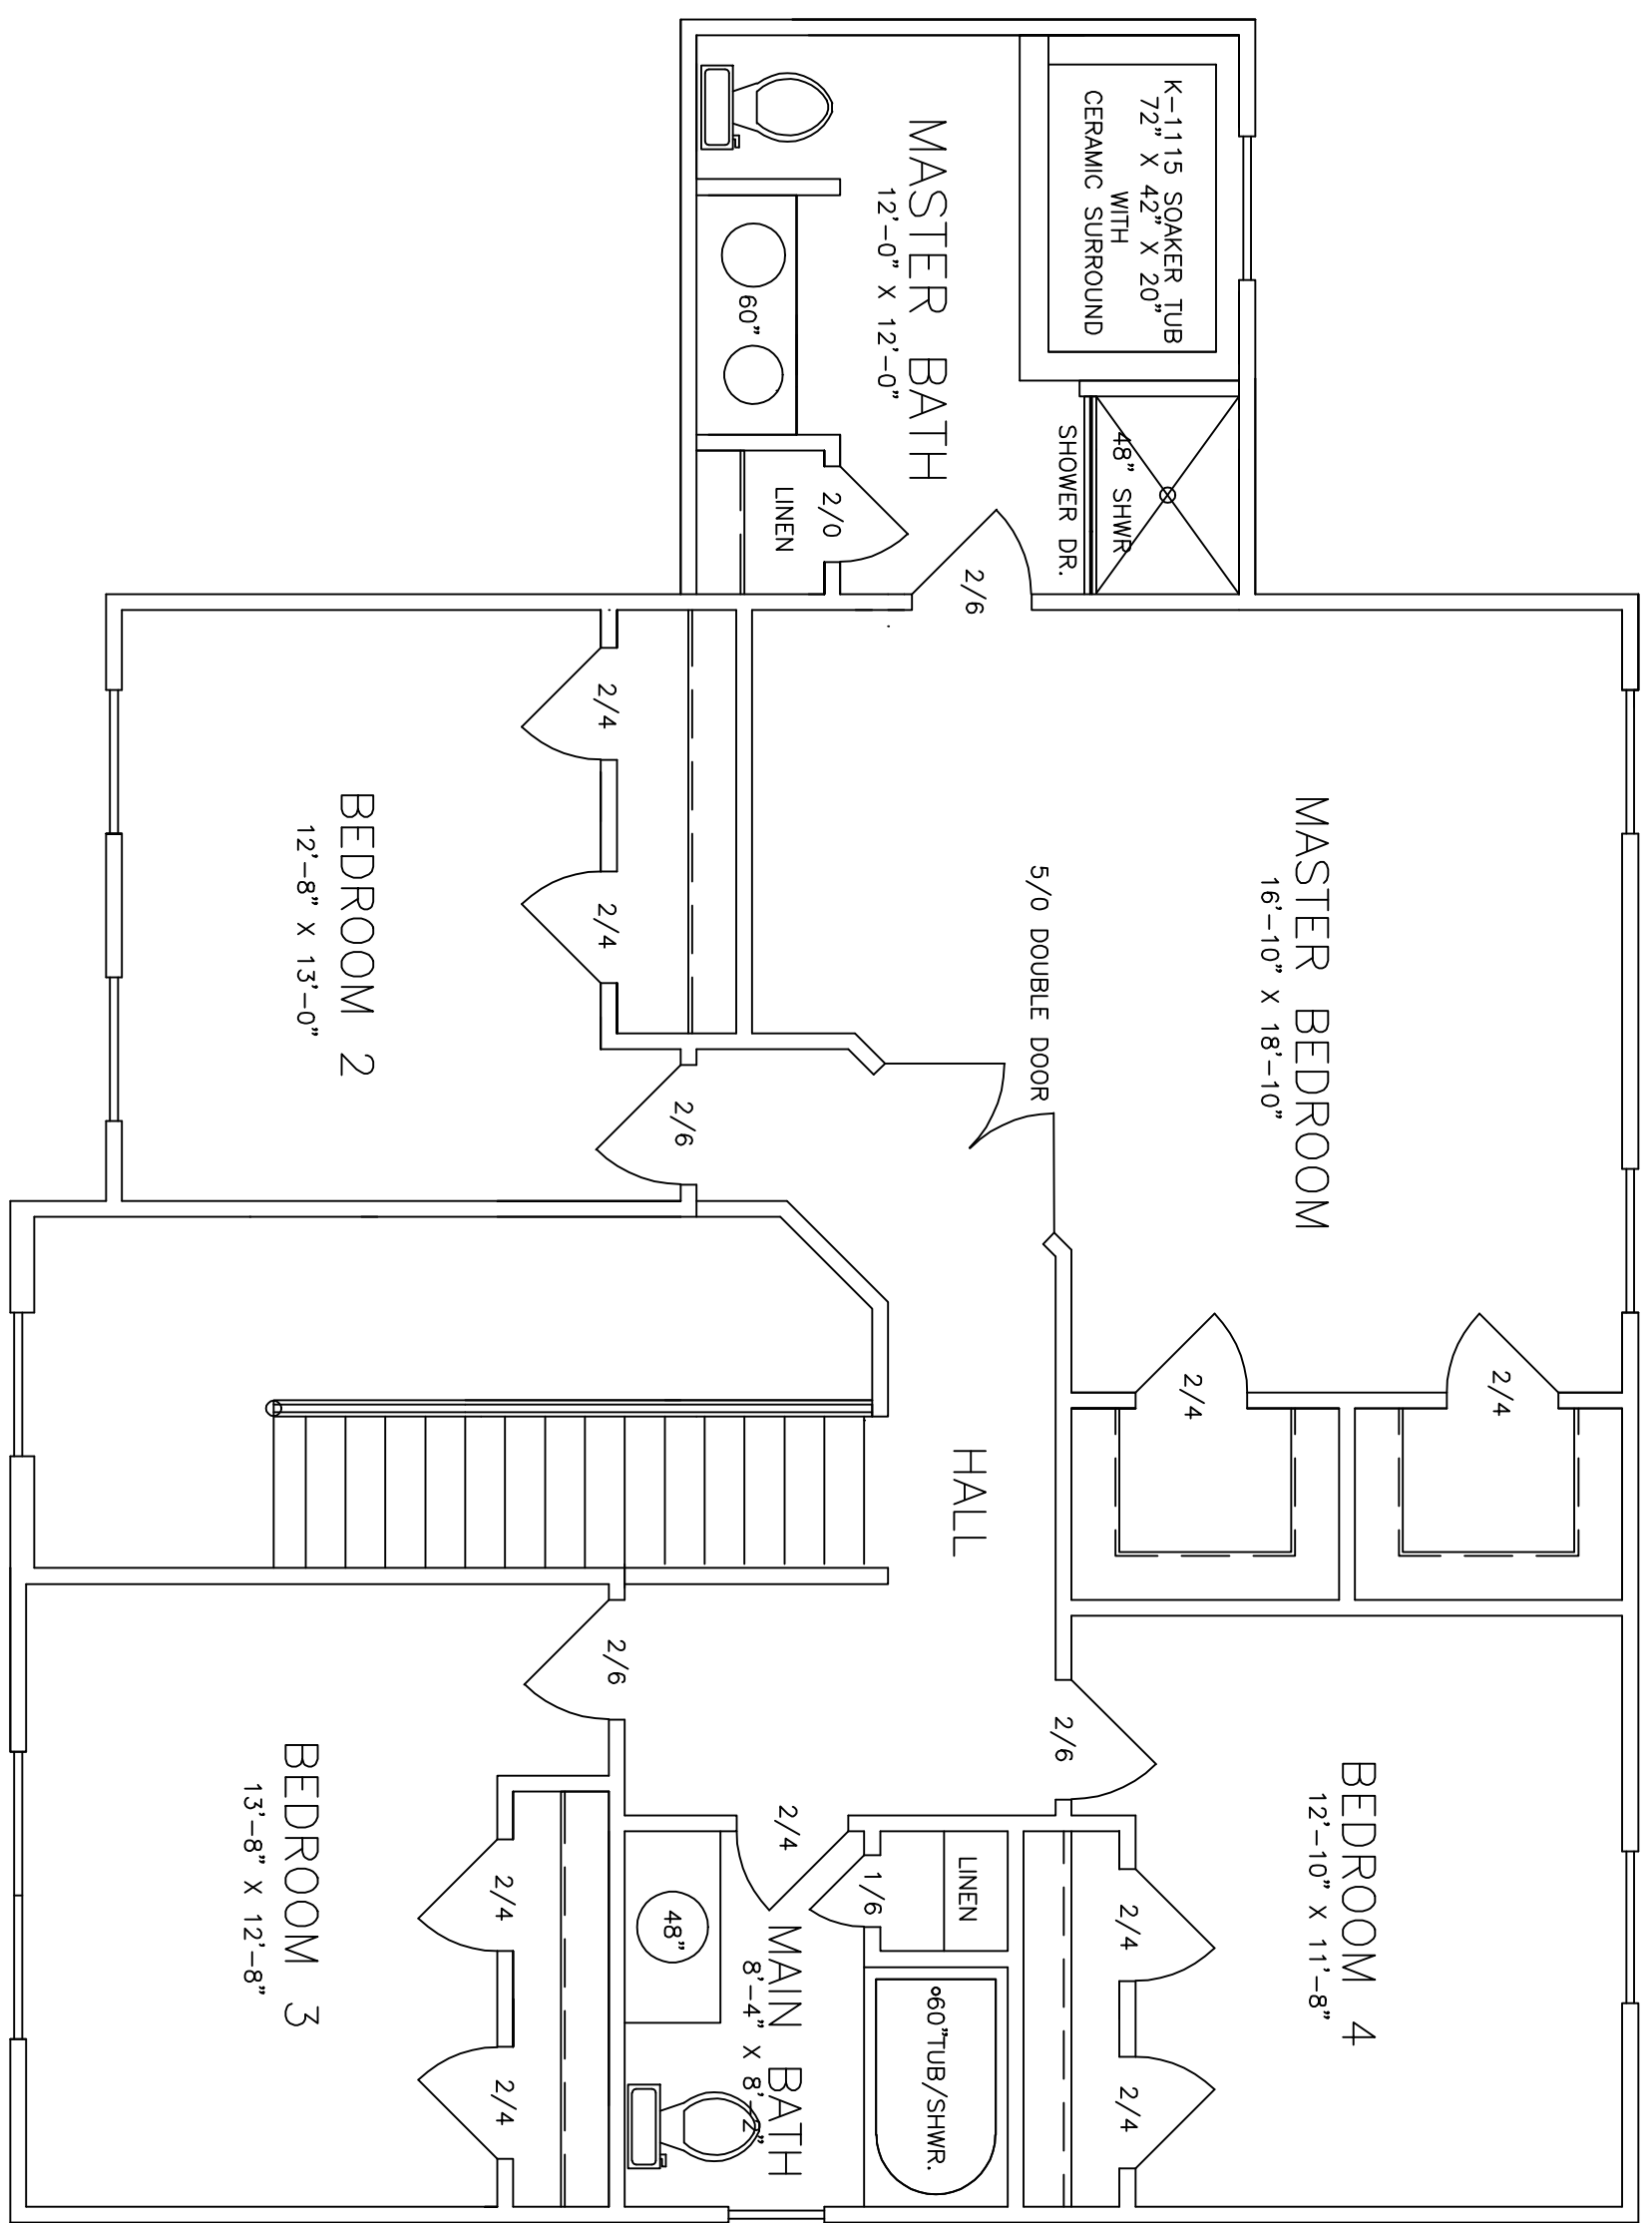 K-1115 SOAKER TUB
72" X 42" X 20"
WITH
CERAMIC SURROUND
48" SHWR
SHOWER DR.
MASTER BATH
12'-0" X 12'-0"
60"
2/0
LINEN
2/6
MASTER BEDROOM
16'-10" X 18'-10"
5/0 DOUBLE DOOR
2/4
2/4
2/4
2/4
BEDROOM 2
12'-8" X 13'-0"
2/6
HALL
2/6
2/6
BEDROOM 4
12'-10" X 11'-8"
2/4
2/4
2/4
1/6
LINEN
60"TUB/SHWR.
MAIN BATH
8'-4" X 8'-2"
48"
2/4
2/4
BEDROOM 3
13'-8" X 12'-8"